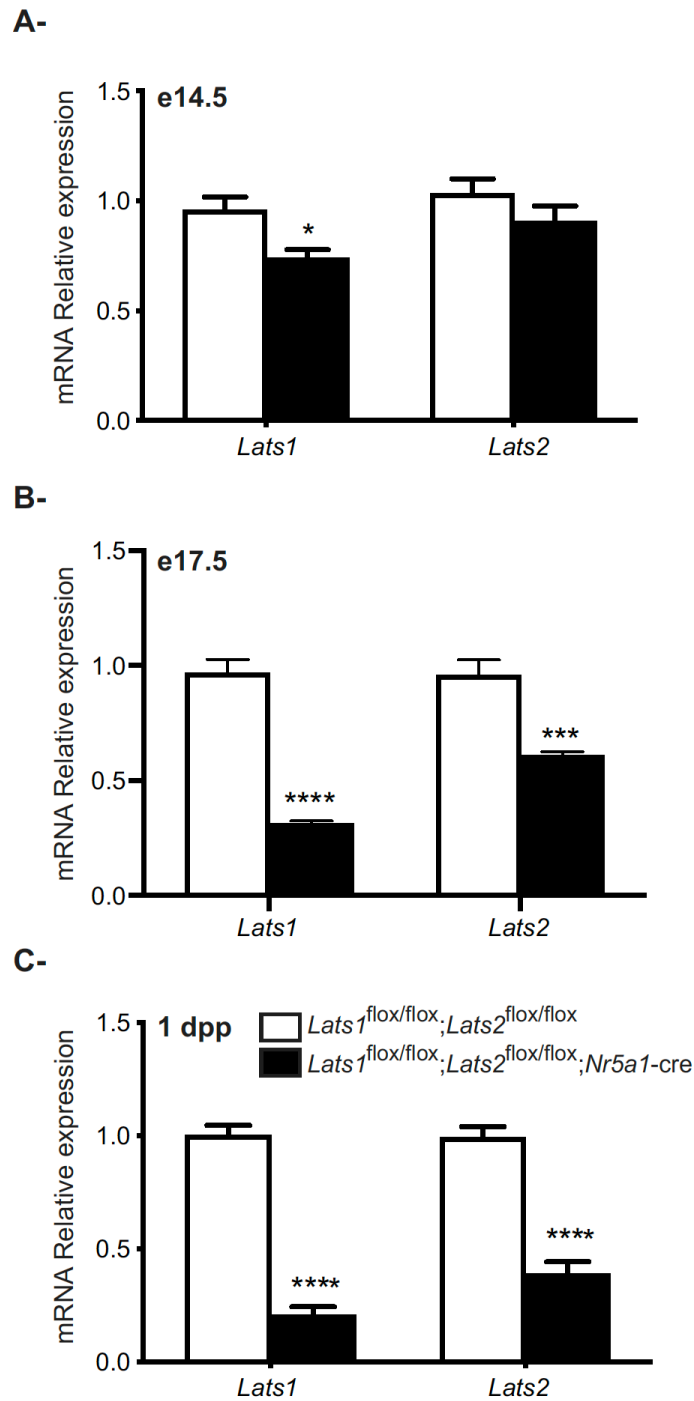 A-
e14.5
mRNA Relative expression
1.5
1.0
0.5
0.0
*
Lats1
Lats2
B-
e17.5
mRNA Relative expression
1.5
1.0
0.5
0.0
****
***
Lats1
Lats2
C-
1 dpp
Lats1flox/flox;Lats2flox/flox
Lats1flox/flox;Lats2flox/flox;Nr5a1-cre
mRNA Relative expression
1.5
1.0
0.5
0.0
****
****
Lats1
Lats2